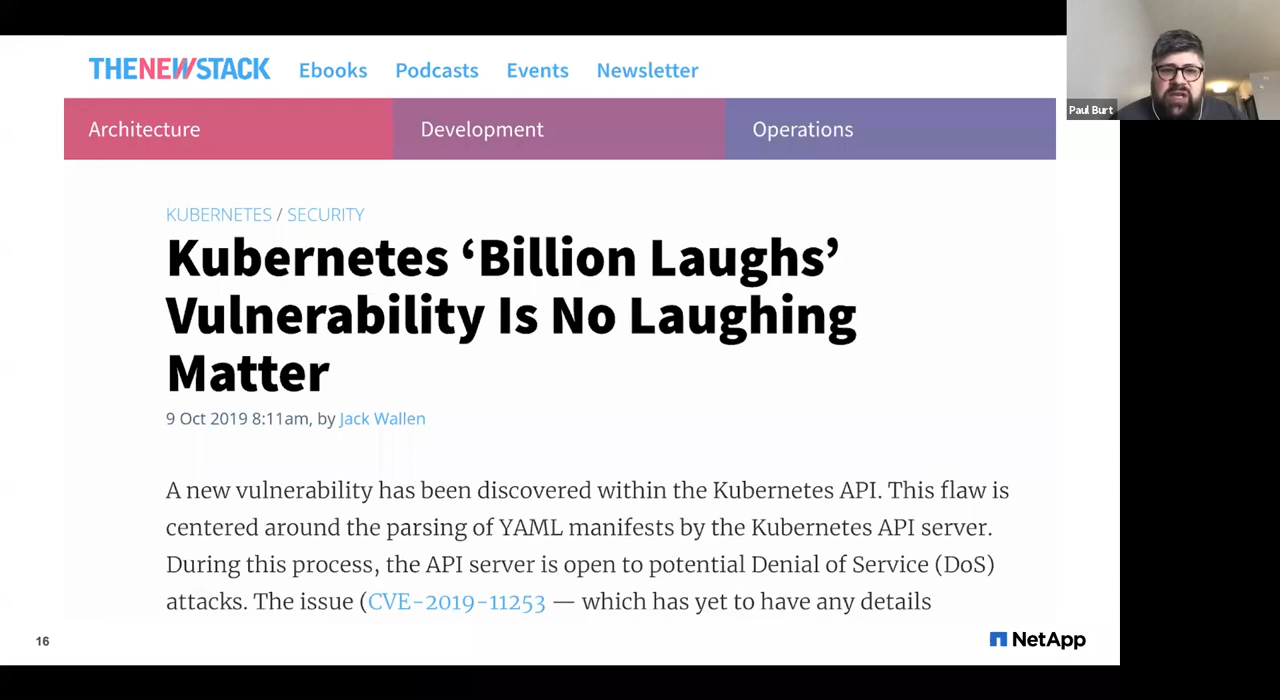 THENEWSTACK Ebooks Podcasts Events Newsletter
Paul Burt
Architecture Development Operations
KUBERNETES / SECURITY
Kubernetes ‘Billion Laughs’
Vulnerability Is No Laughing
Matter
9 Oct 2019 8:11am, by Jack Wallen
A new vulnerability has been discovered within the Kubernetes API. This flaw is
centered around the parsing of YAML manifests by the Kubernetes API server.
During this process, the API server is open to potential Denial of Service (DoS)
attacks. The issue (CVE-2019-11253 — which has yet to have any details
16
NetApp